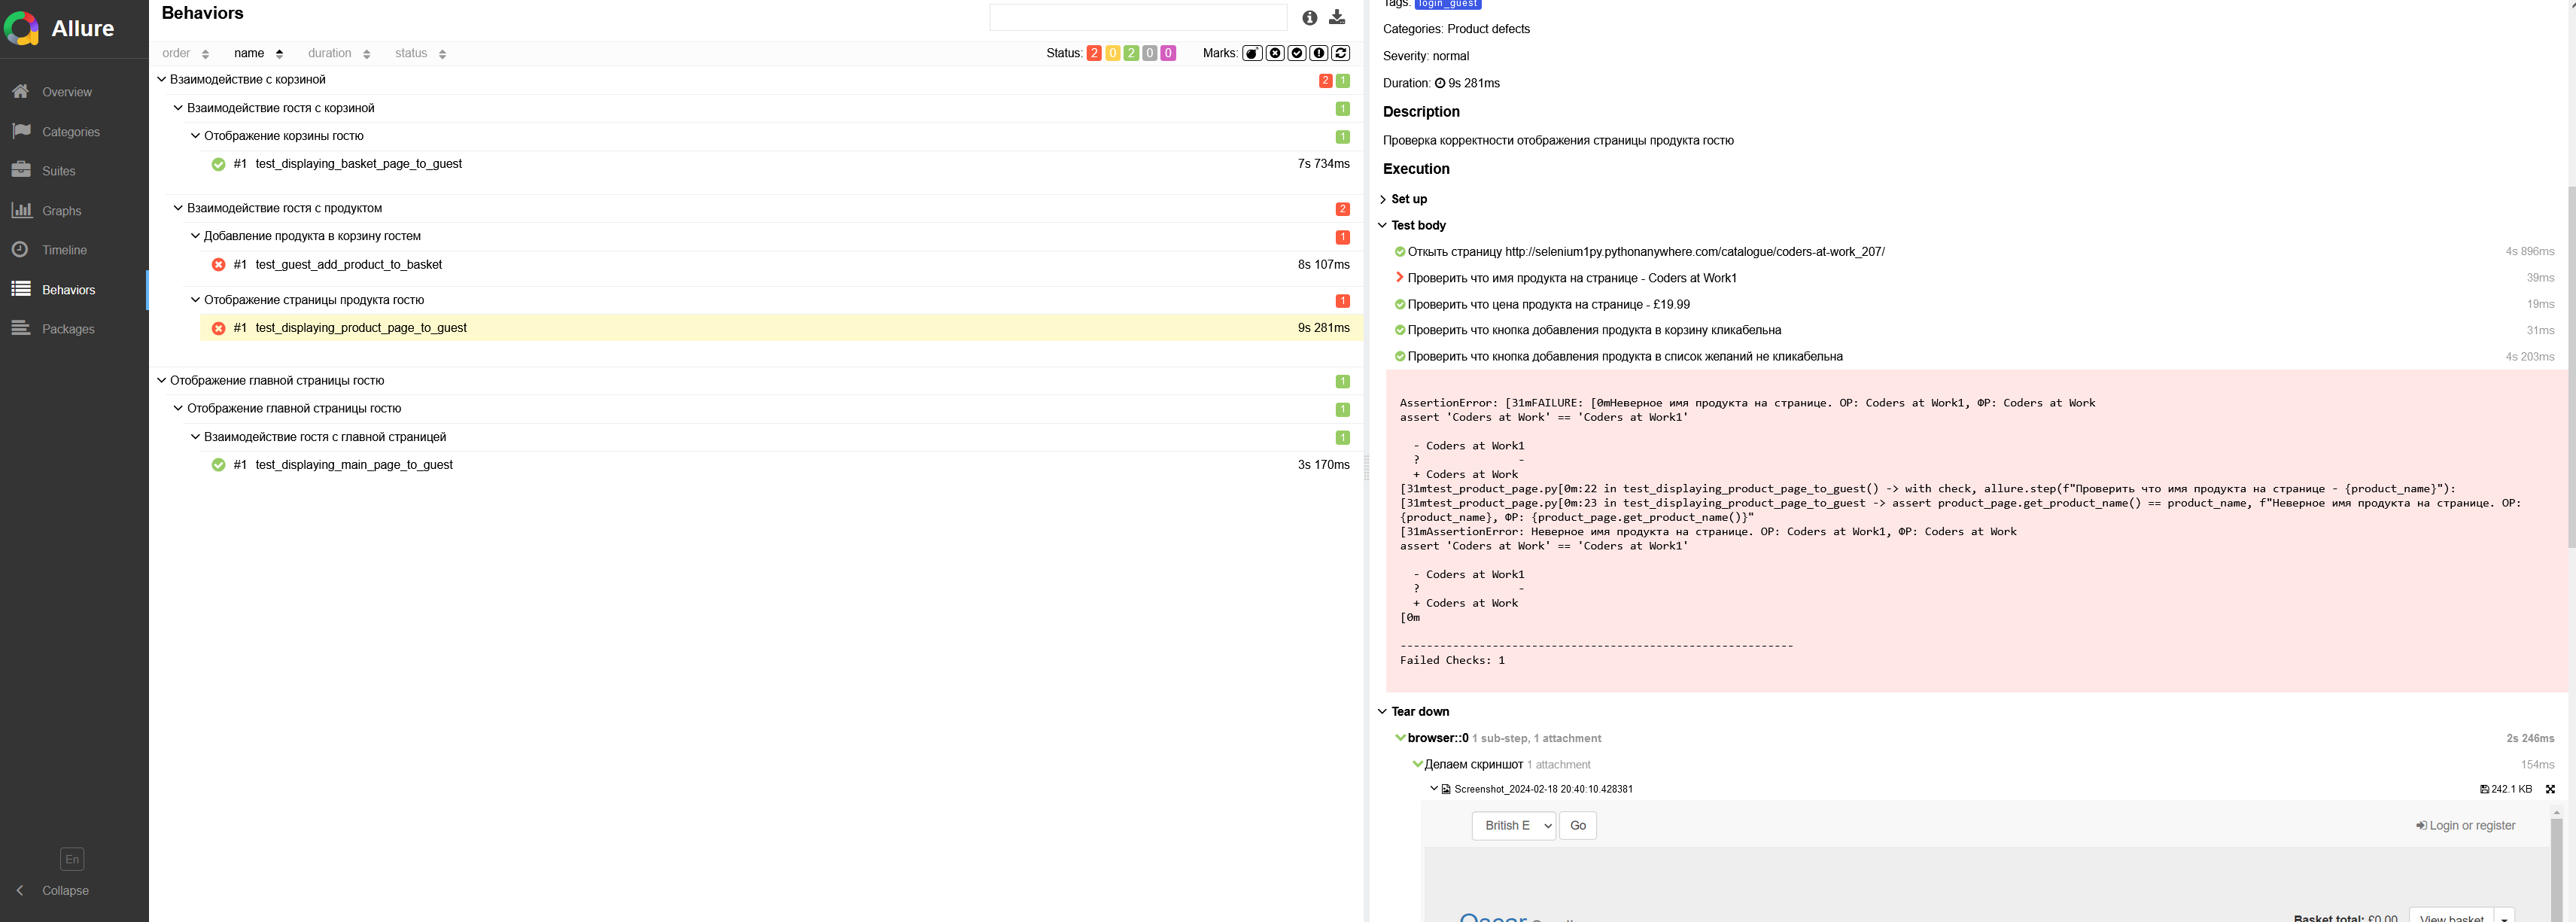 Allure
Overview
Categories
Suites
Graphs
Timeline
Behaviors
Packages
En
Collapse
Behaviors
order name duration status
Status: 2 0 2 0 0 Marks:
Взаимодействие с корзиной 2 1
Взаимодействие гостя с корзиной 1
Отображение корзины гостю 1
#1 test_displaying_basket_page_to_guest 7s 734ms
Взаимодействие гостя с продуктом 2
Добавление продукта в корзину гостем 1
#1 test_guest_add_product_to_basket 8s 107ms
Отображение страницы продукта гостю 1
#1 test_displaying_product_page_to_guest 9s 281ms
Отображение главной страницы гостю 1
Отображение главной страницы гостю 1
Взаимодействие гостя с главной страницей 1
#1 test_displaying_main_page_to_guest 3s 170ms
Tags: login_guest
Categories: Product defects
Severity: normal
Duration: 9s 281ms
Description
Проверка корректности отображения страницы продукта гостю
Execution
Set up
Test body
Откыть страницу http://selenium1py.pythonanywhere.com/catalogue/coders-at-work_207/ 4s 896ms
Проверить что имя продукта на странице - Coders at Work1 39ms
Проверить что цена продукта на странице - £19.99 19ms
Проверить что кнопка добавления продукта в корзину кликабельна 31ms
Проверить что кнопка добавления продукта в список желаний не кликабельна 4s 203ms
AssertionError: [31mFAILURE: [0mНеверное имя продукта на странице. ОР: Coders at Work1, ФР: Coders at Work
assert 'Coders at Work' == 'Coders at Work1'
- Coders at Work1
? -
+ Coders at Work
[31mtest_product_page.py[0m:22 in test_displaying_product_page_to_guest() -> with check, allure.step(f"Проверить что имя продукта на странице - {product_name}"):
[31mtest_product_page.py[0m:23 in test_displaying_product_page_to_guest -> assert product_page.get_product_name() == product_name, f"Неверное имя продукта на странице. ОР:
{product_name}, ФР: {product_page.get_product_name()}"
[31mAssertionError: Неверное имя продукта на странице. ОР: Coders at Work1, ФР: Coders at Work
assert 'Coders at Work' == 'Coders at Work1'
- Coders at Work1
? -
+ Coders at Work
[0m
------------------------------------------------------------
Failed Checks: 1
Tear down
browser::0 1 sub-step, 1 attachment 2s 246ms
Делаем скриншот 1 attachment 154ms
Screenshot_2024-02-18 20:40:10.428381 242.1 KB
British E Go Login or register
Oscar Basket total: £0.00 View basket